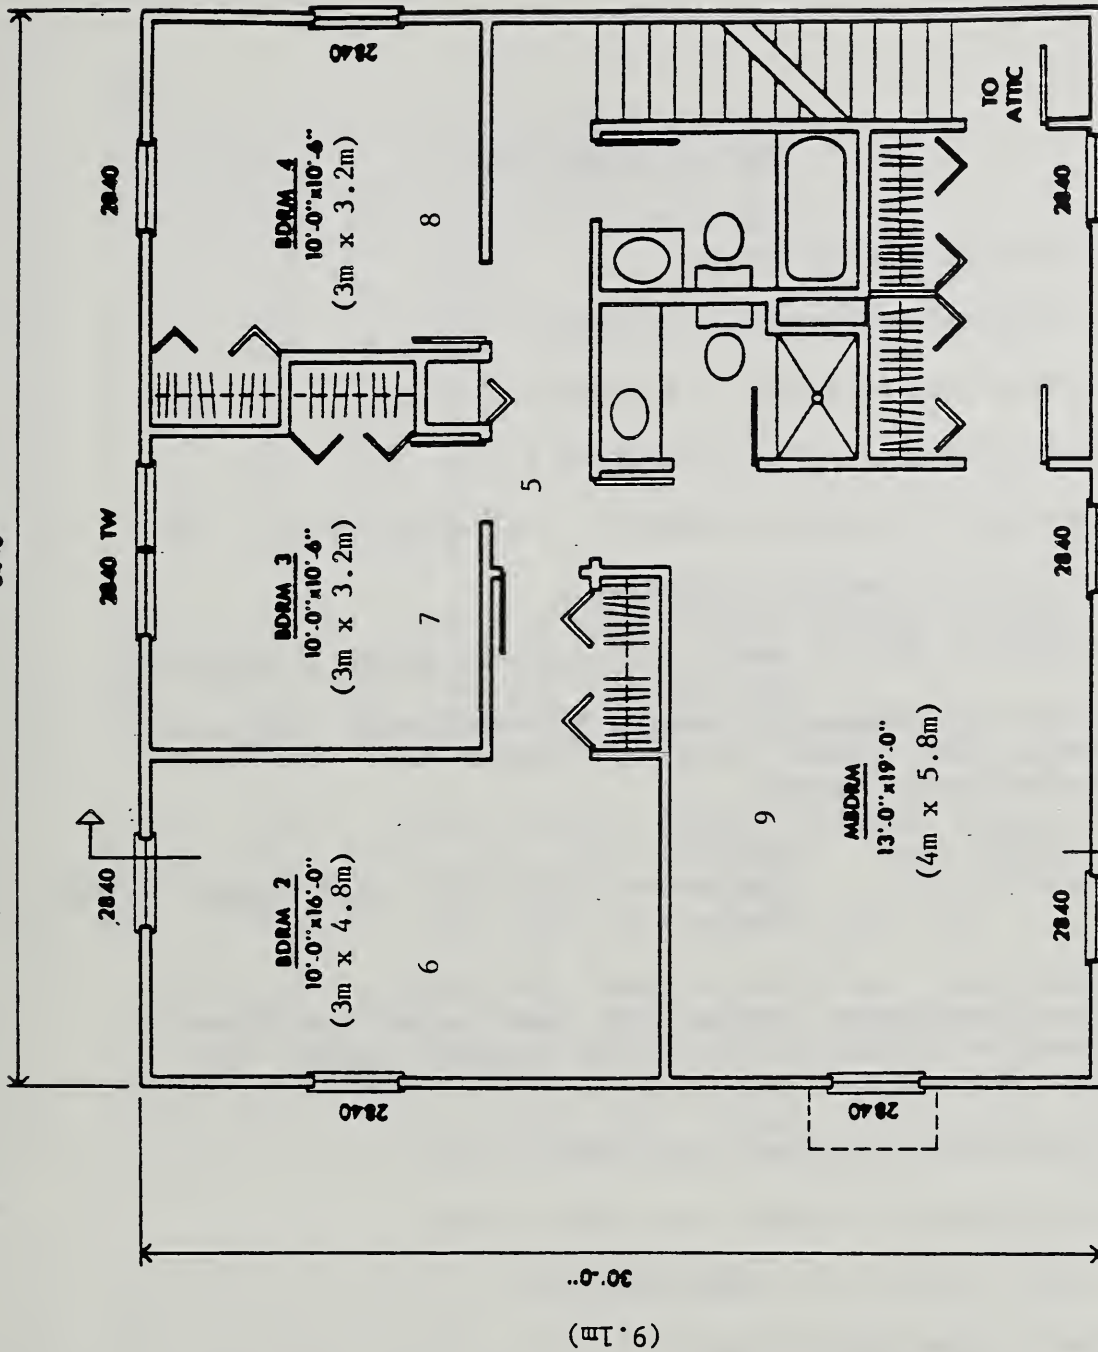 2840
2840 TW
2840
2840
BDRM 4
10'-0"x10'-6"
(3m x 3.2m)
8
TO
ATTIC
BDRM 3
10'-0"x10'-6"
(3m x 3.2m)
7
5
BDRM 2
10'-0"x16'-0"
(3m x 4.8m)
6
2840
MBDRM
13'-0"x19'-0"
(4m x 5.8m)
9
2840
2840
2840
2840
30'-0"
(9.1m)